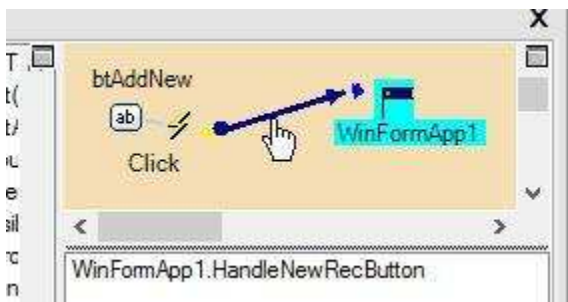 X
btAddNew
ab
WinFormApp1
Click
WinFormApp1.HandleNewRecButton